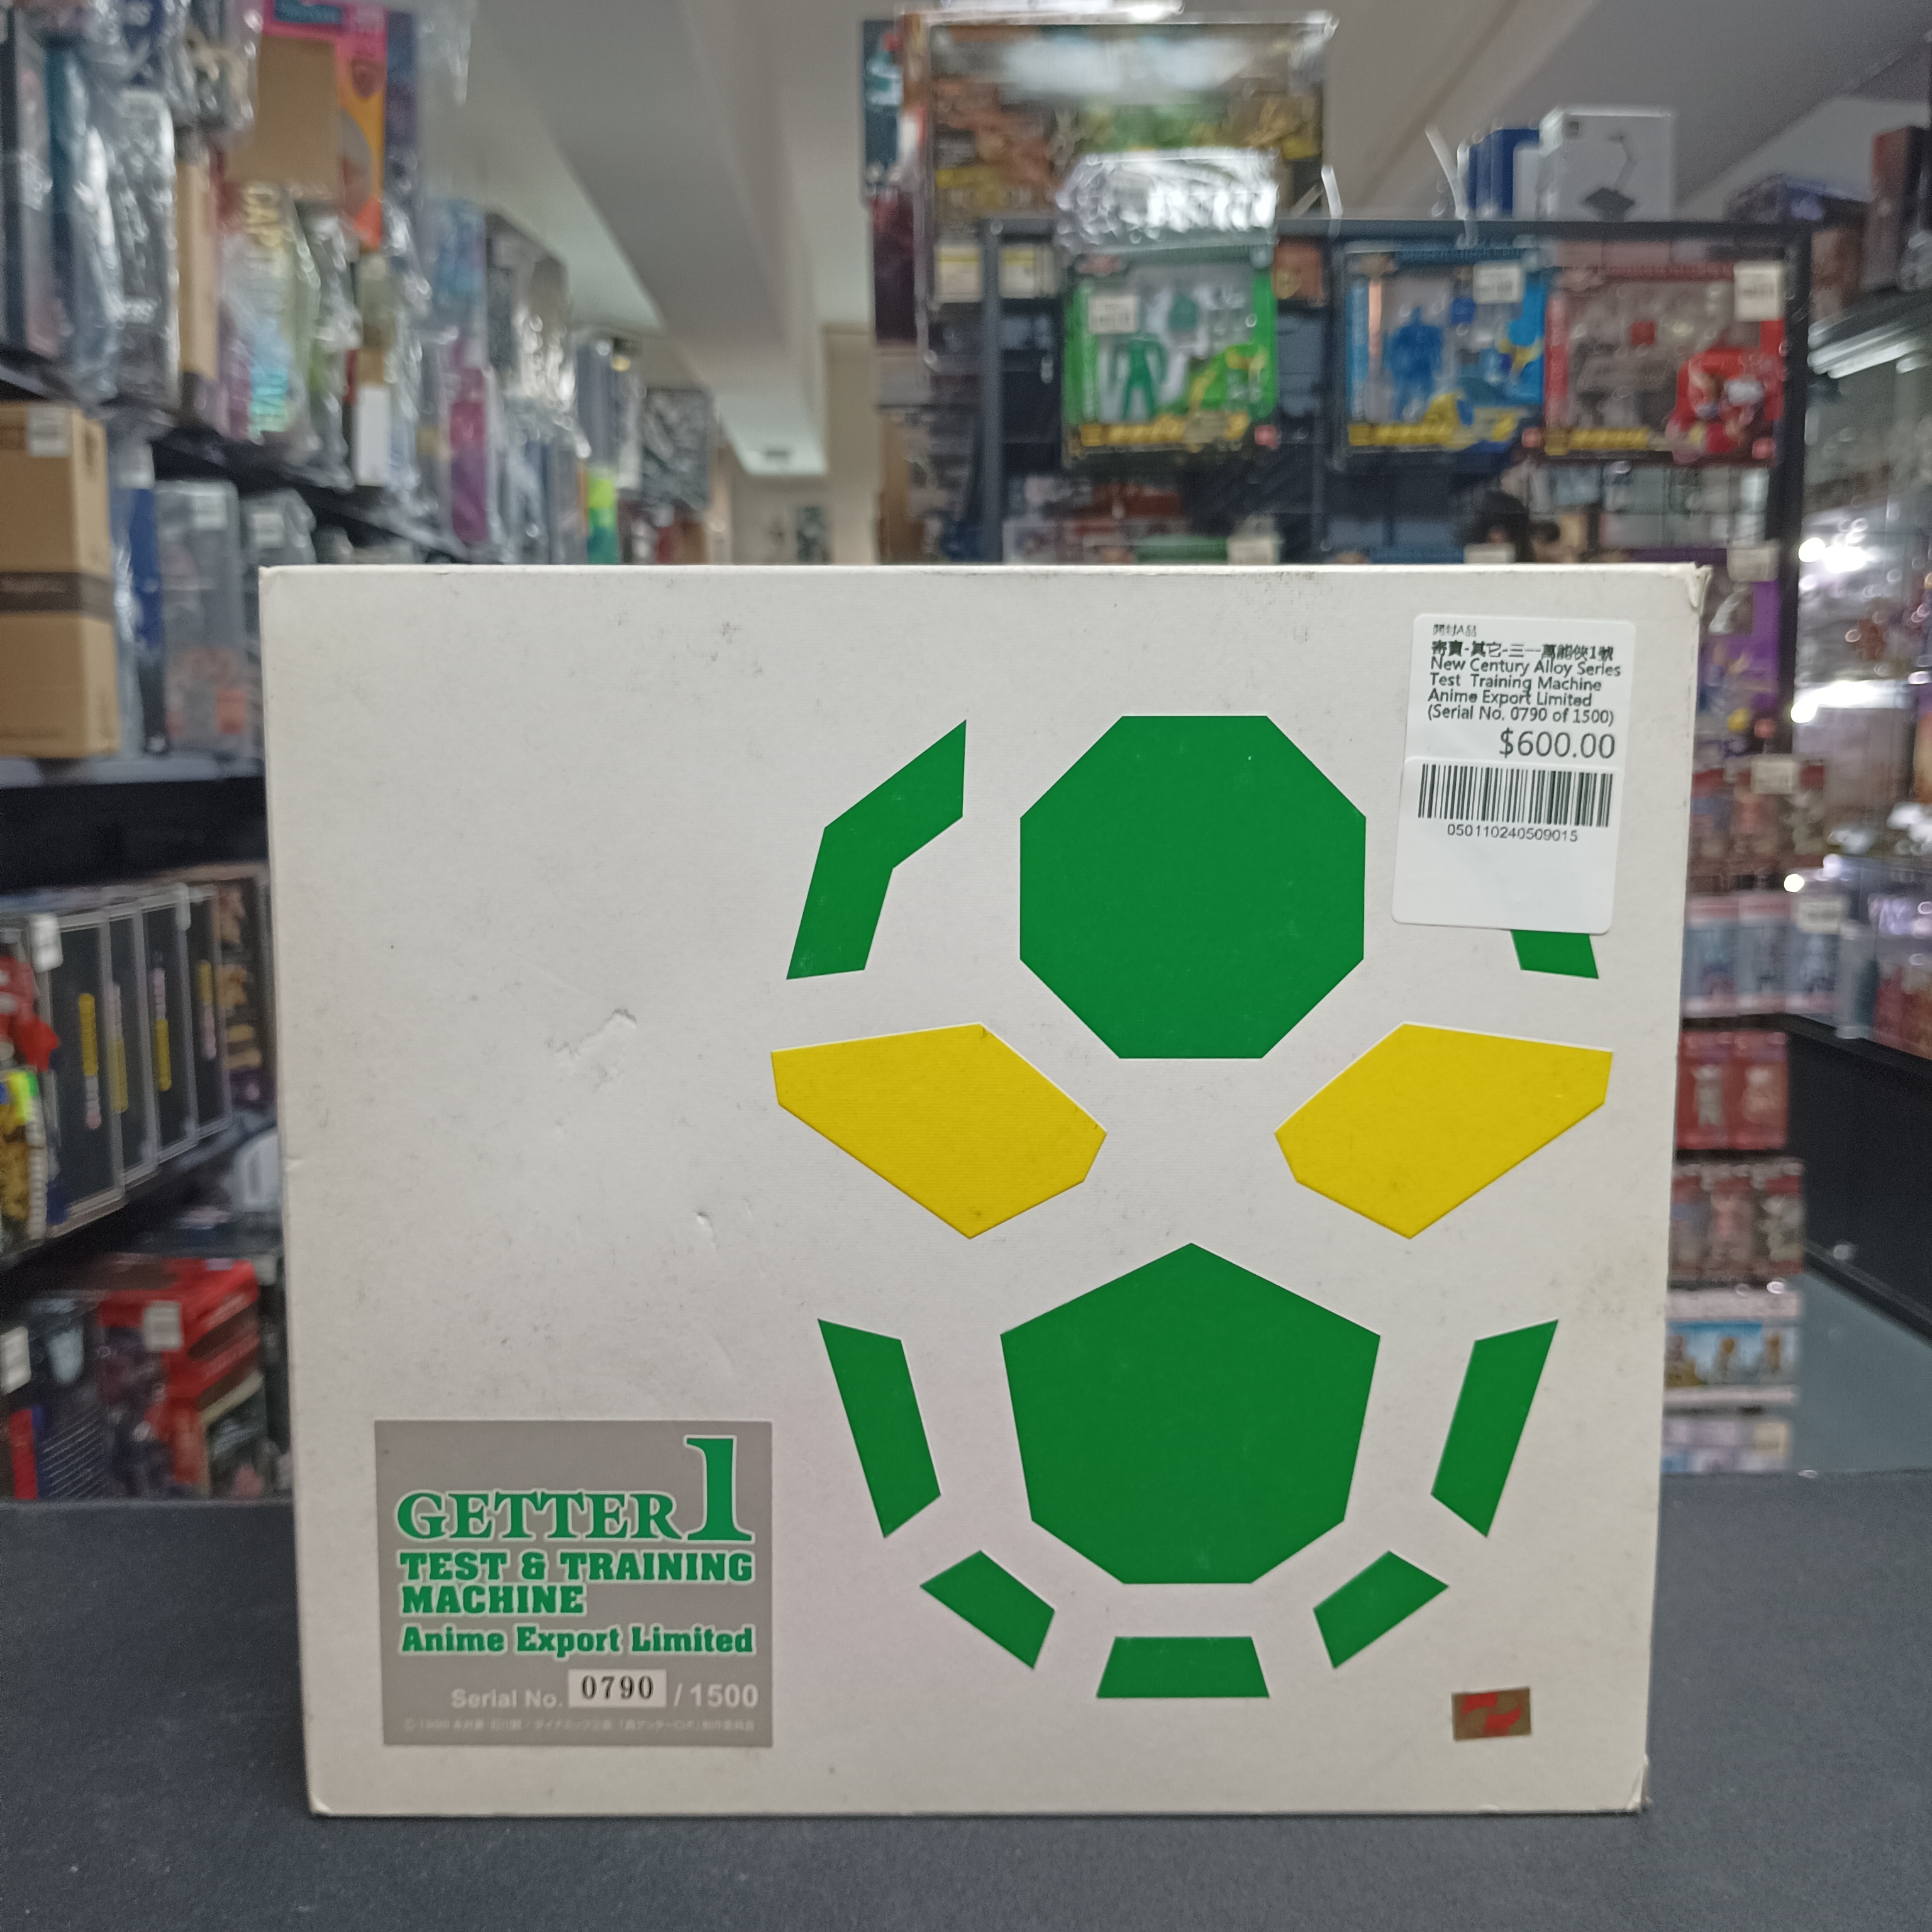 開封A品
寄賣-其它-三一萬能俠1號
New Century Alloy Series
Test Training Machine
Anime Export Limited
(Serial No. 0790 of 1500)
$600.00
050110240509015
GETTER 1
TEST & TRAINING
MACHINE
Anime Export Limited
Serial No. 0790 / 1500